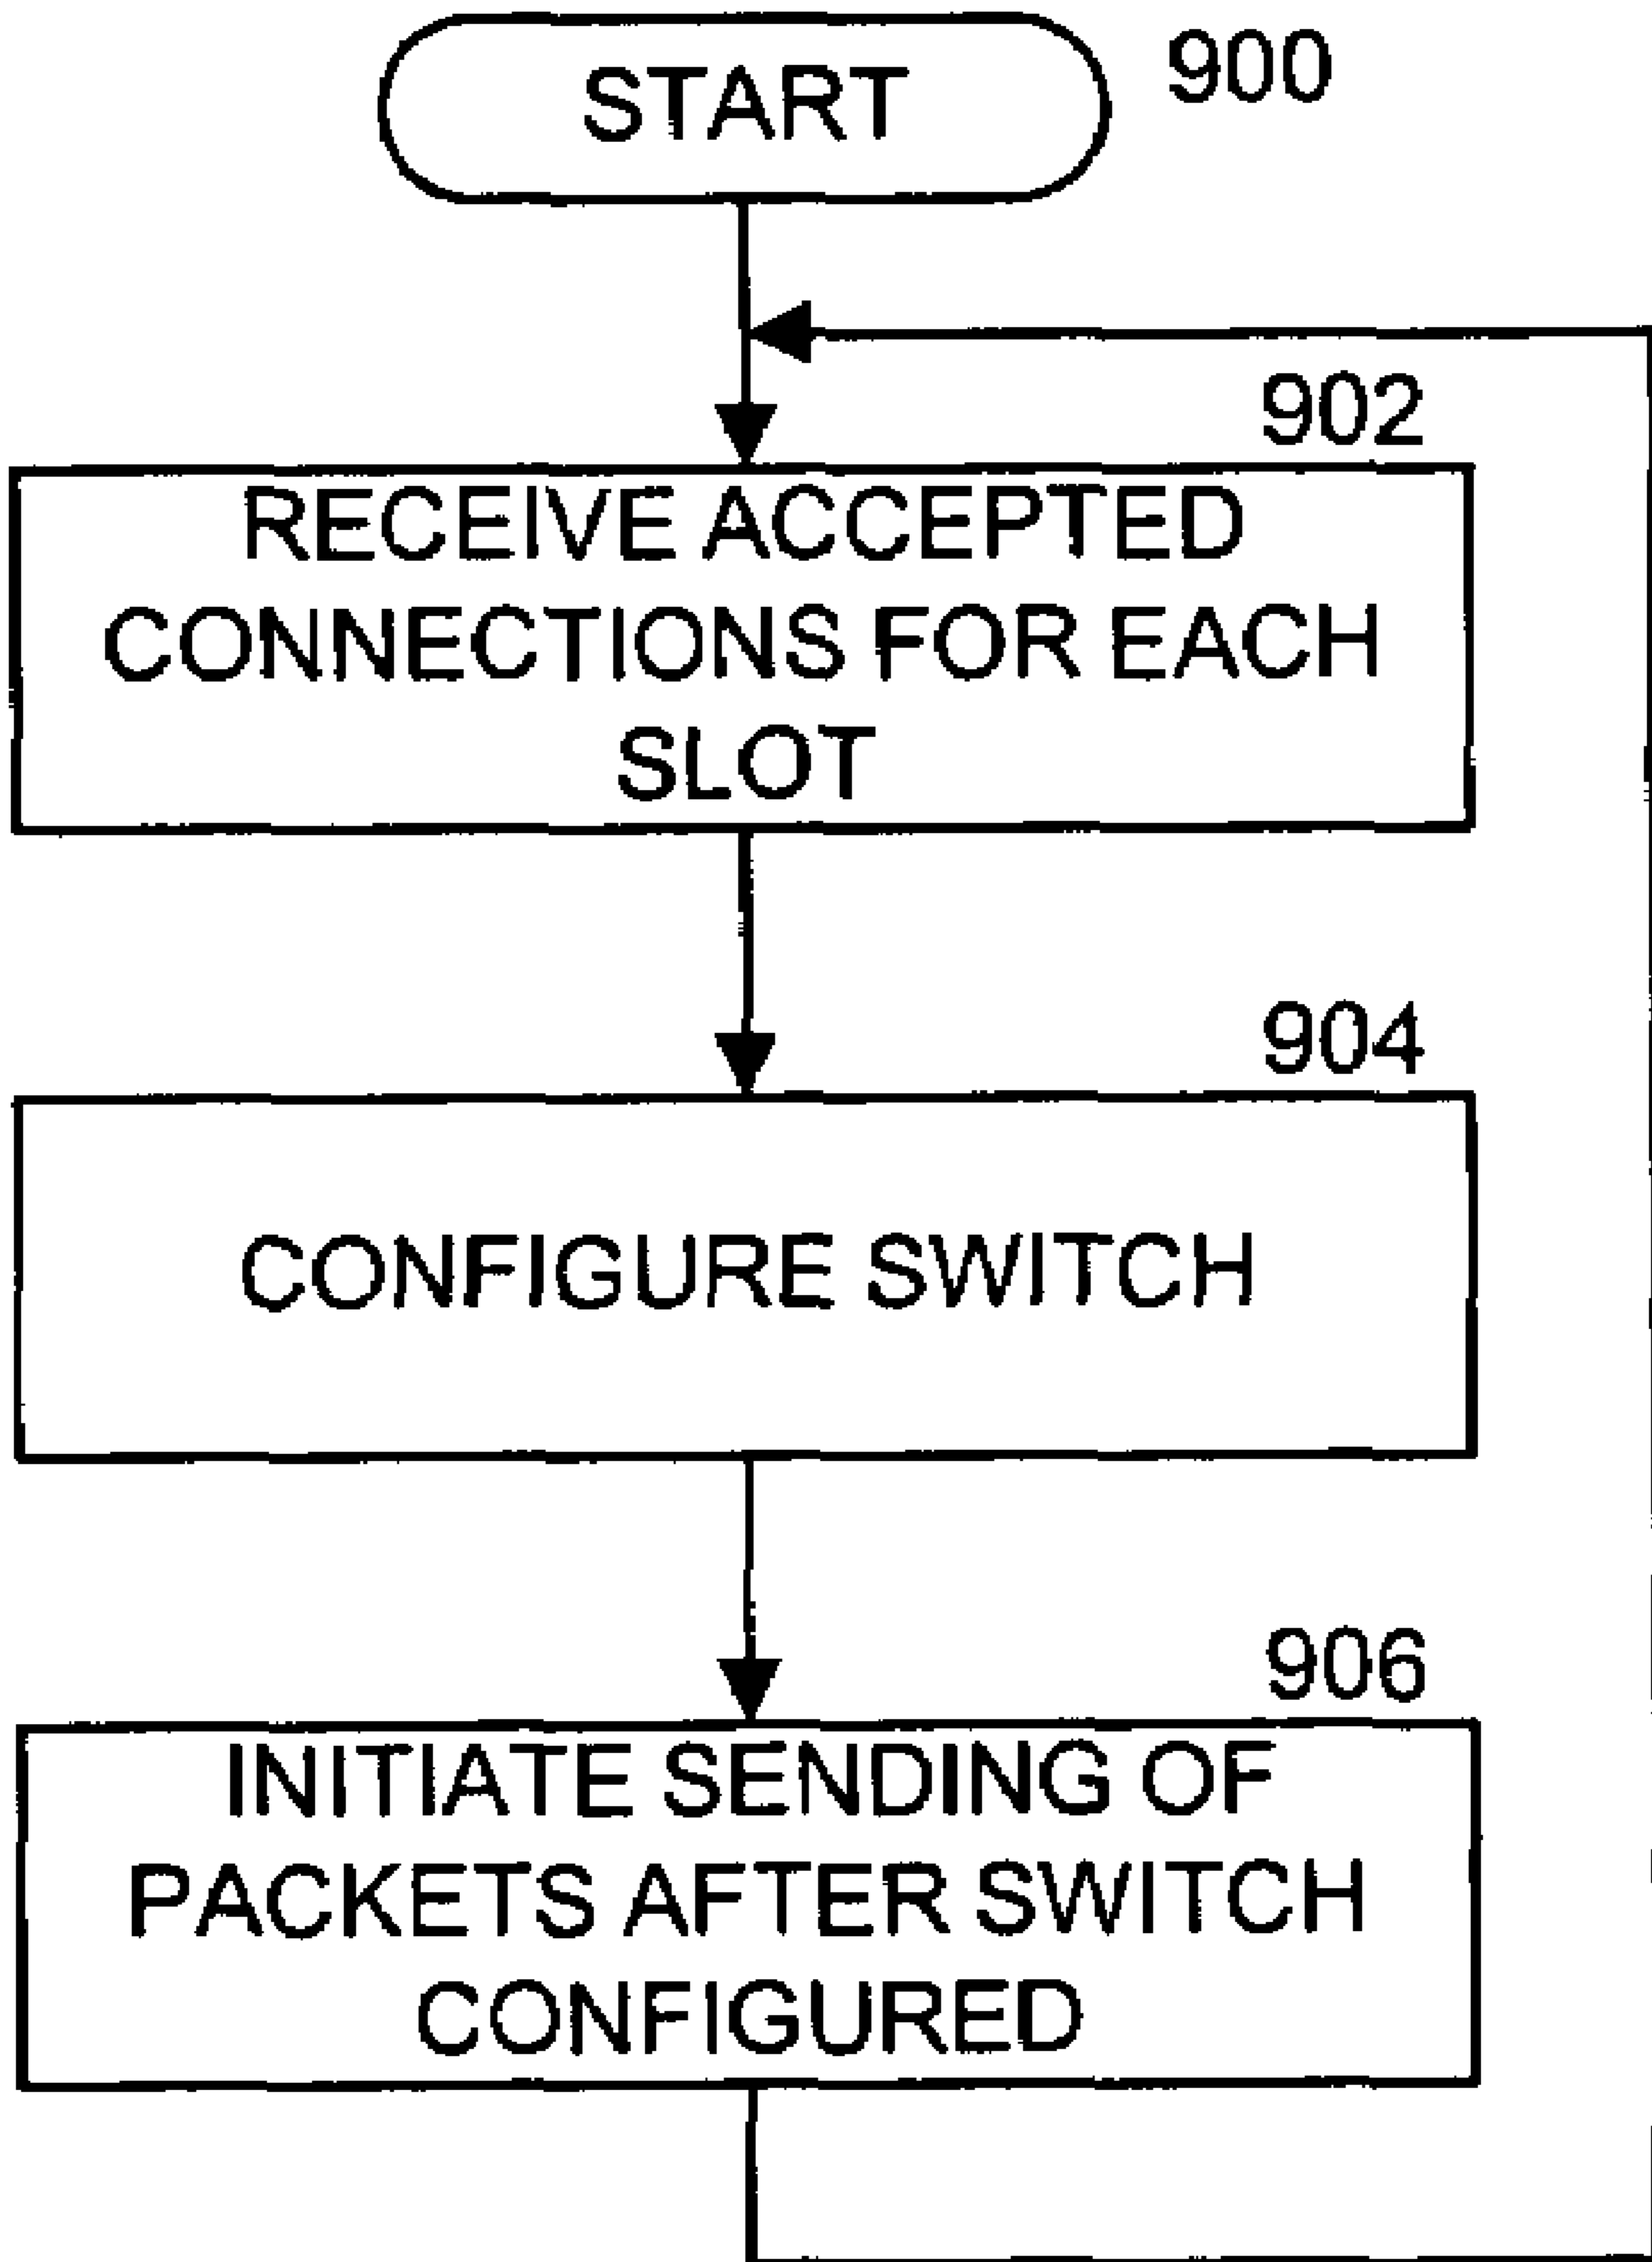 START
900
902
RECEIVE ACCEPTED
CONNECTIONS FOR EACH
SLOT
904
CONFIGURE SWITCH
906
INITIATE SENDING OF
PACKETS AFTER SWITCH
CONFIGURED